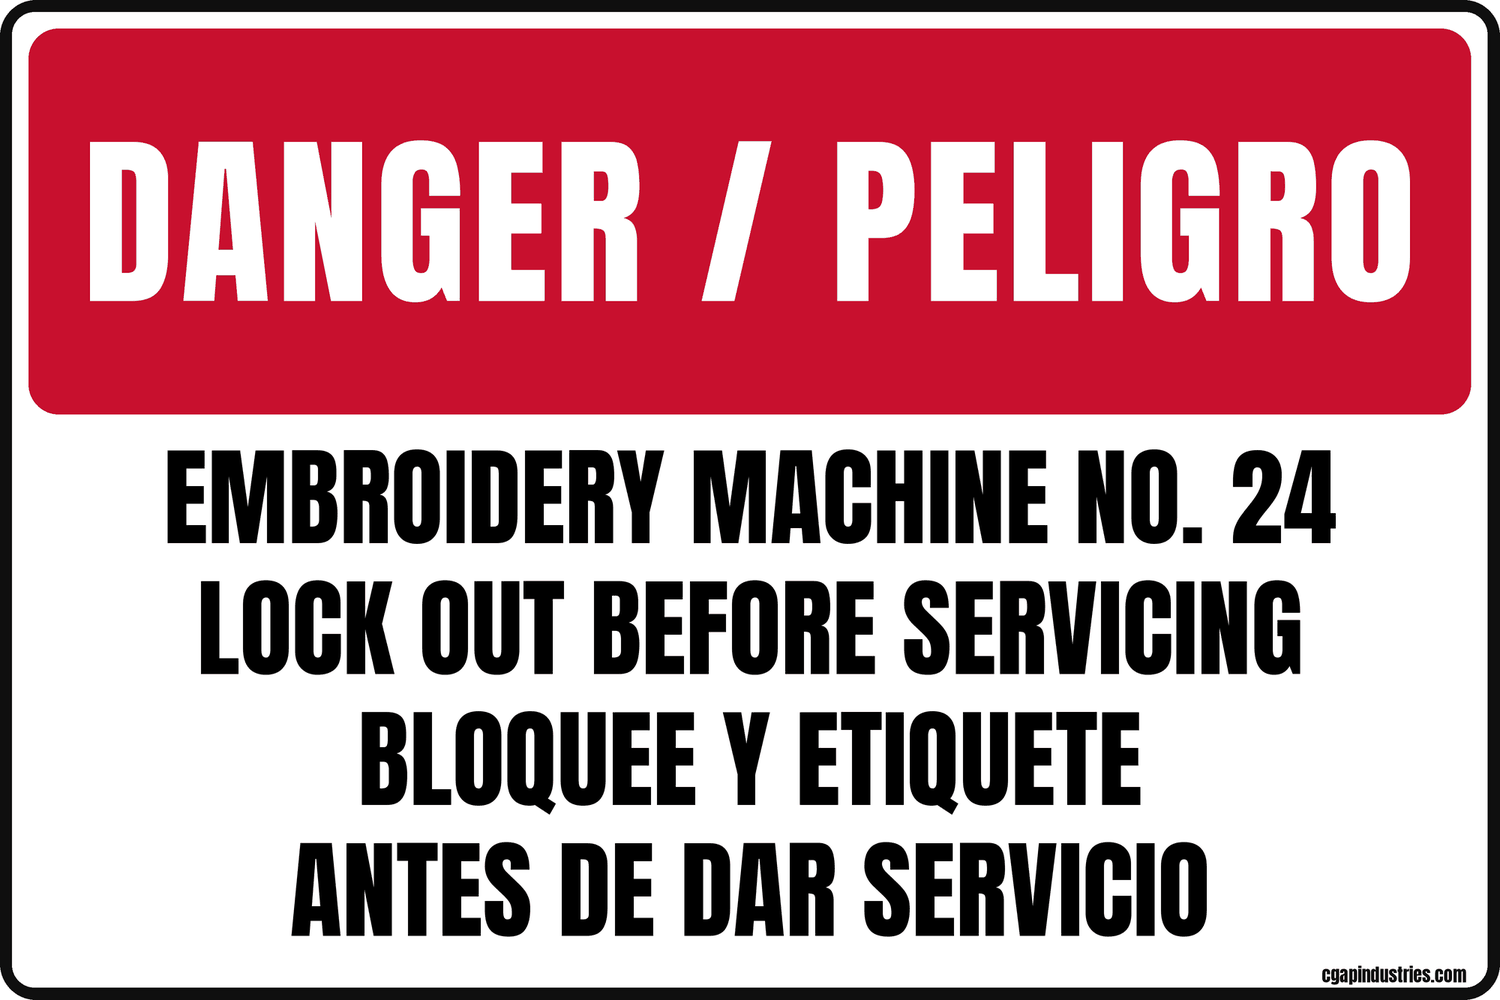 DANGER / PELIGRO
EMBROIDERY MACHINE NO. 24
LOCK OUT BEFORE SERVICING
BLOQUEE Y ETIQUETE
ANTES DE DAR SERVICIO
cgapindustries.com